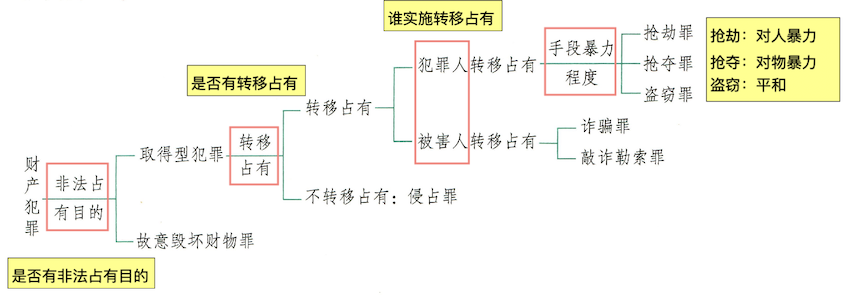 谁实施转移占有
是否有转移占有
犯罪人转移占有
手段暴力
程度
抢劫罪
抢夺罪
盗窃罪
抢劫：对人暴力
抢夺：对物暴力
盗窃：平和
转移占有
被害人转移占有
诈骗罪
敲诈勒索罪
财产犯罪
非法占
有目的
取得型犯罪
转移
占有
不转移占有：侵占罪
故意毁坏财物罪
是否有非法占有目的